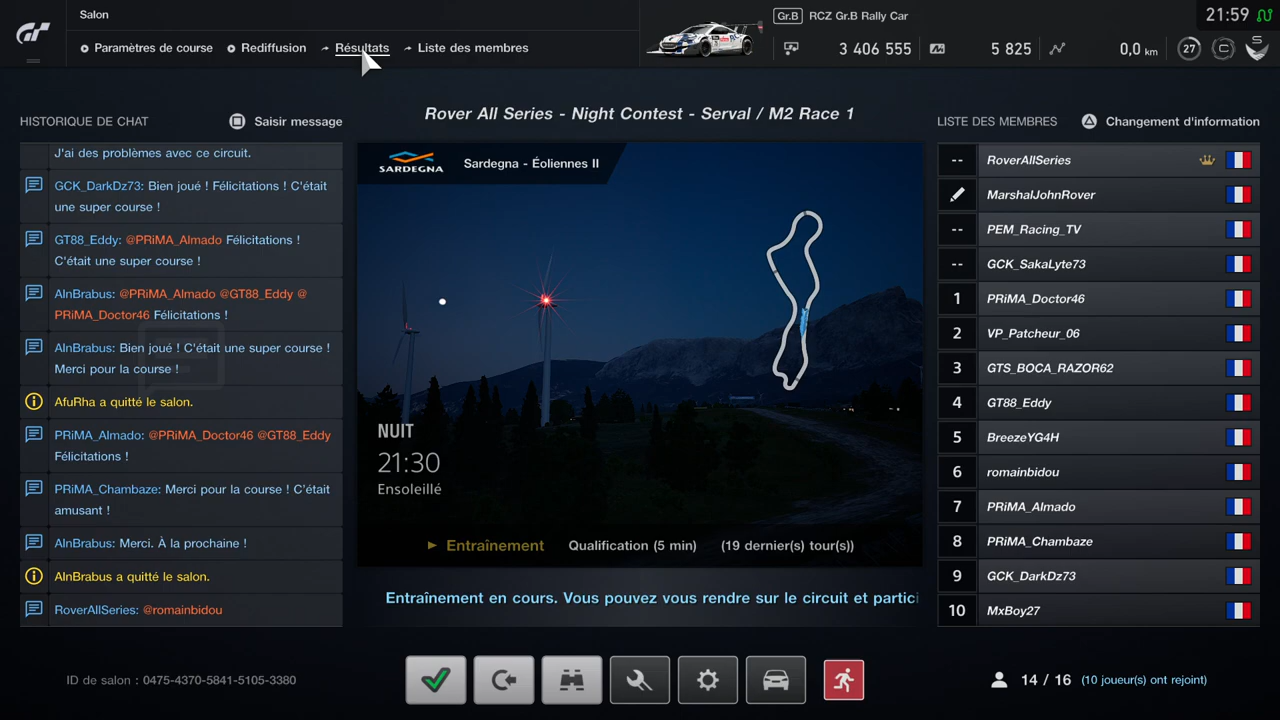 Salon
Paramètres de course
Rediffusion
Résultats
Liste des membres
Gr.B
RCZ Gr.B Rally Car
3 406 555
5 825
0,0 km
27
C
S
21:59
Rover All Series - Night Contest - Serval / M2 Race 1
HISTORIQUE DE CHAT
Saisir message
J'ai des problèmes avec ce circuit.
GCK_DarkDz73: Bien joué ! Félicitations ! C'était
une super course !
GT88_Eddy: @PRiMA_Almado Félicitations !
C'était une super course !
AlnBrabus: @PRiMA_Almado @GT88_Eddy @
PRiMA_Doctor46 Félicitations !
AlnBrabus: Bien joué ! C'était une super course !
Merci pour la course !
AfuRha a quitté le salon.
PRiMA_Almado: @PRiMA_Doctor46 @GT88_Eddy
Félicitations !
PRiMA_Chambaze: Merci pour la course ! C'était
amusant !
AlnBrabus: Merci. À la prochaine !
AlnBrabus a quitté le salon.
RoverAllSeries: @romainbidou
SARDEGNA
Sardegna - Éoliennes II
NUIT
21:30
Ensoleillé
Entraînement
Qualification (5 min)
(19 dernier(s) tour(s))
Entraînement en cours. Vous pouvez vous rendre sur le circuit et partici
LISTE DES MEMBRES
Changement d'information
-- RoverAllSeries
MarshalJohnRover
-- PEM_Racing_TV
-- GCK_SakaLyte73
1 PRiMA_Doctor46
2 VP_Patcheur_06
3 GTS_BOCA_RAZOR62
4 GT88_Eddy
5 BreezeYG4H
6 romainbidou
7 PRiMA_Almado
8 PRiMA_Chambaze
9 GCK_DarkDz73
10 MxBoy27
ID de salon : 0475-4370-5841-5105-3380
14 / 16
(10 joueur(s) ont rejoint)